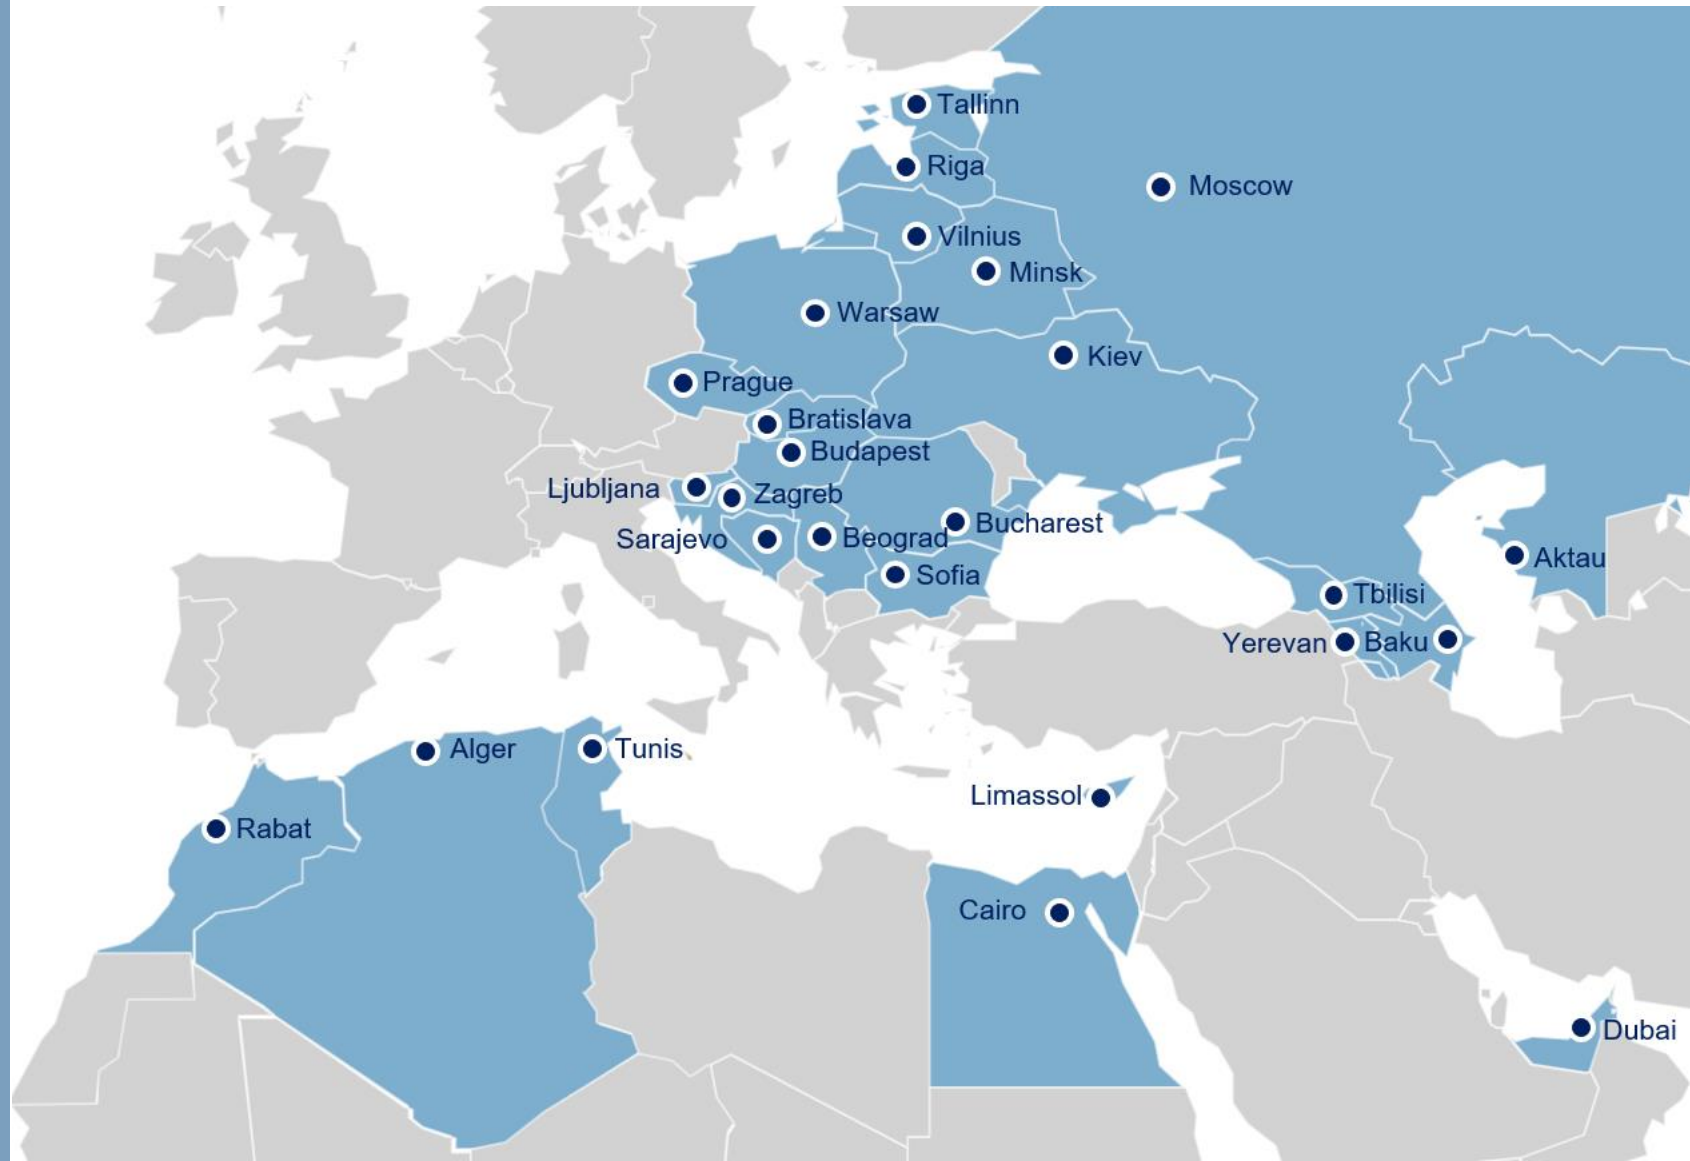 Tallinn
Riga
Moscow
Vilnius
Minsk
Warsaw
Kiev
Prague
Bratislava
Budapest
Ljubljana
Zagreb
Sarajevo
Beograd
Bucharest
Sofia
Aktau
Tbilisi
Yerevan
Baku
Alger
Tunis
Limassol
Rabat
Cairo
Dubai